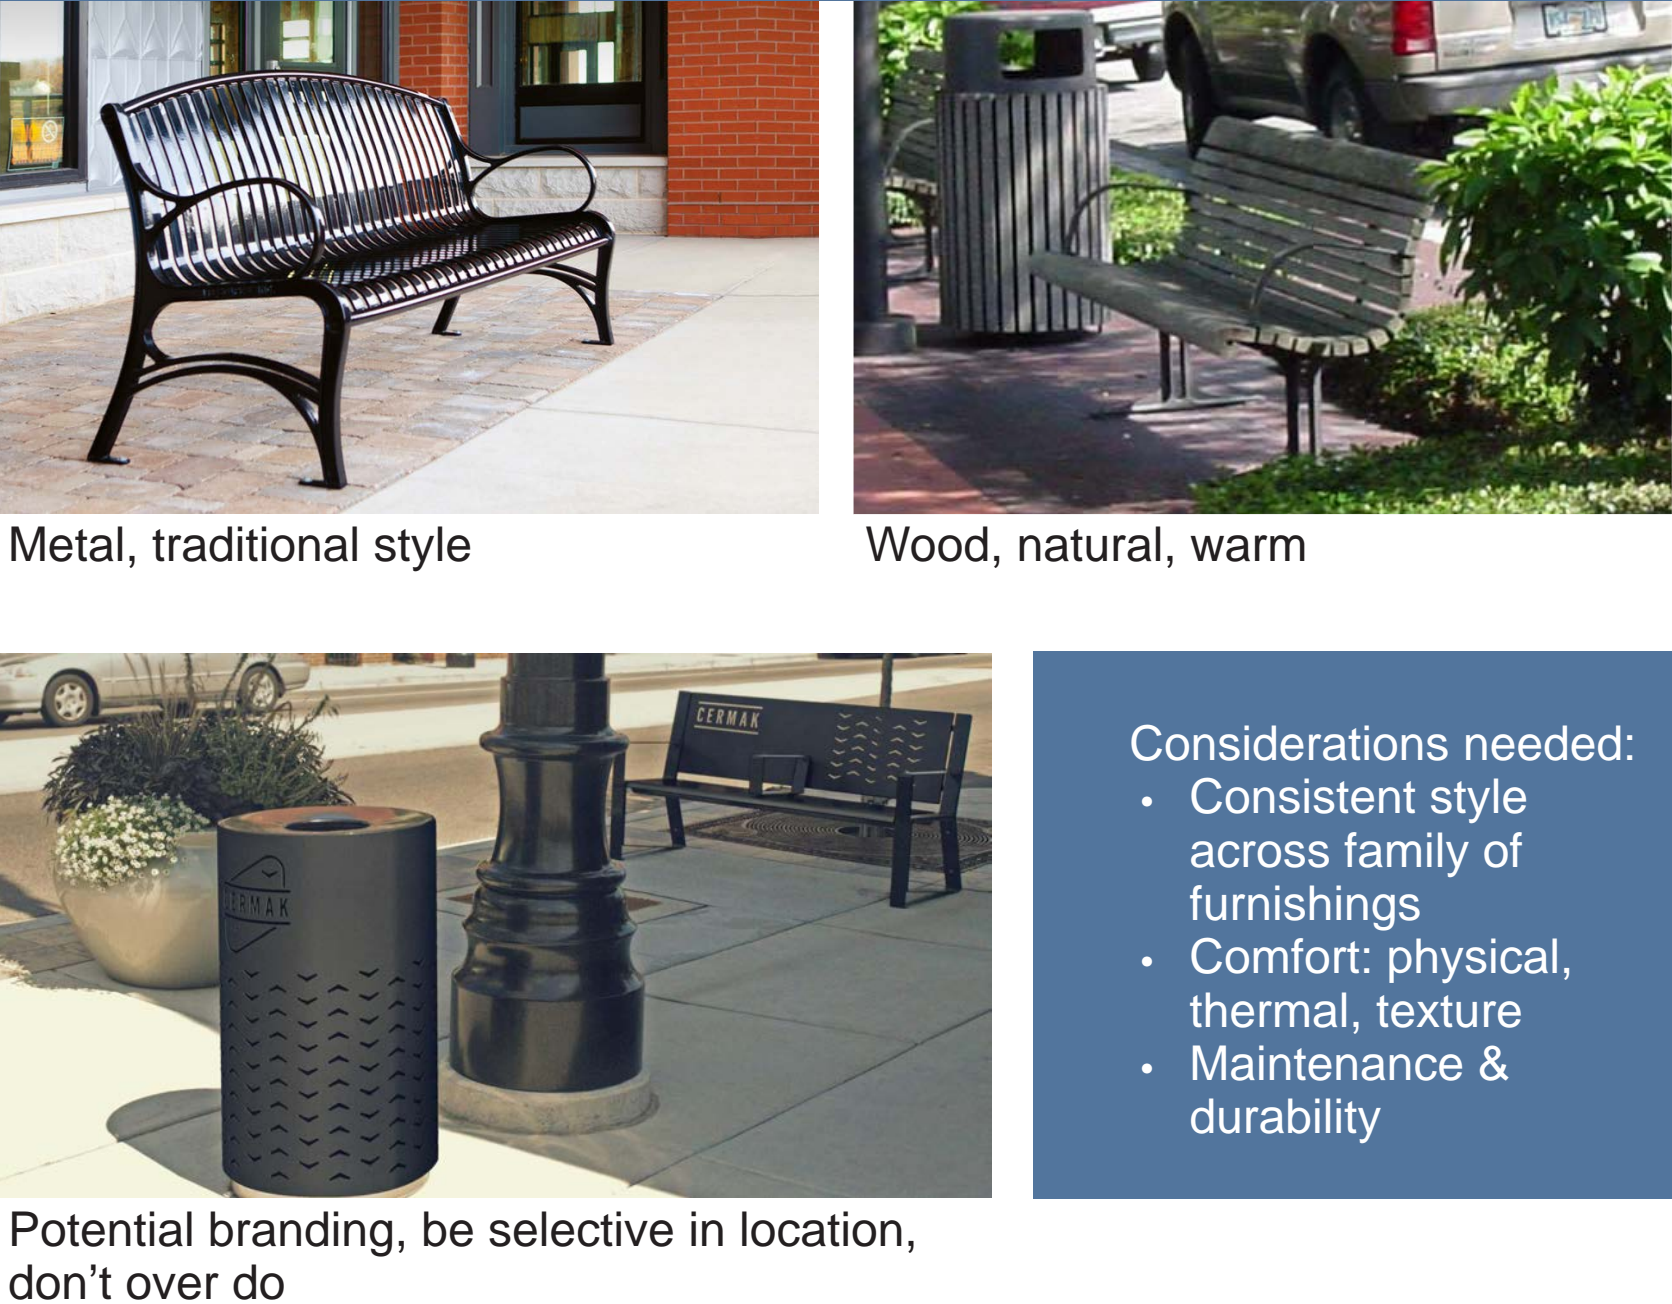 Metal, traditional style
Wood, natural, warm
CERMAK
CERMAK
Considerations needed:
• Consistent style
across family of
furnishings
• Comfort: physical,
thermal, texture
• Maintenance &
durability
Potential branding, be selective in location,
don’t over do